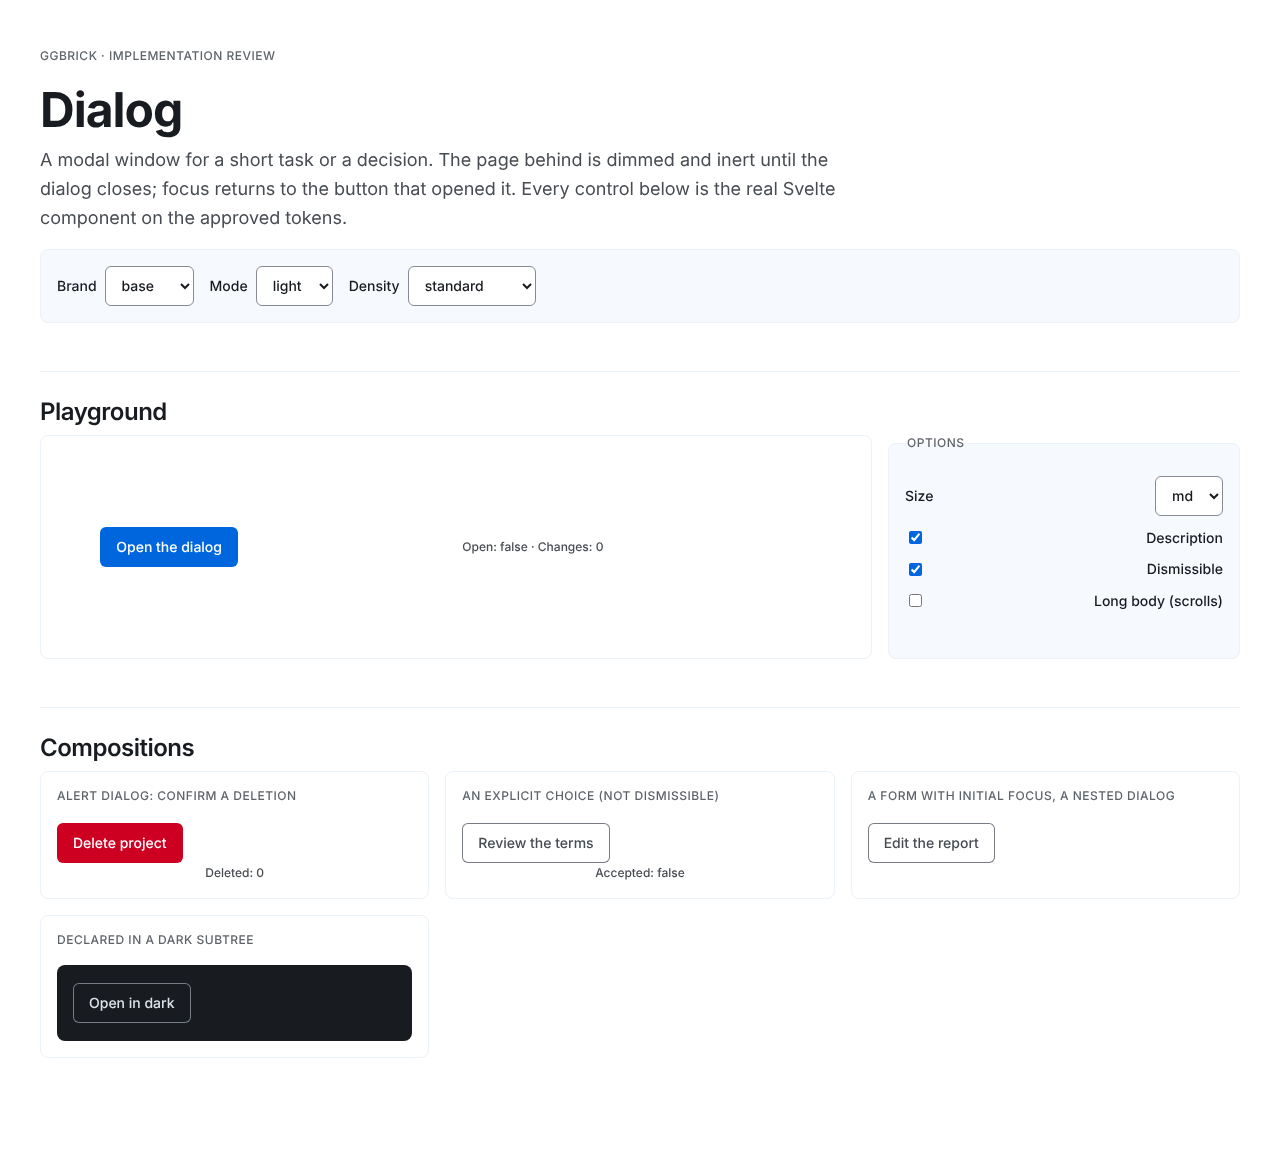 GGBRICK · IMPLEMENTATION REVIEW
Dialog
A modal window for a short task or a decision. The page behind is dimmed and inert until the
dialog closes; focus returns to the button that opened it. Every control below is the real Svelte
component on the approved tokens.
Brand base Mode light Density standard
Playground
OPTIONS
Size md
Open the dialog
Open: false · Changes: 0
Description
Dismissible
Long body (scrolls)
Compositions
ALERT DIALOG: CONFIRM A DELETION
Delete project
Deleted: 0
AN EXPLICIT CHOICE (NOT DISMISSIBLE)
Review the terms
Accepted: false
A FORM WITH INITIAL FOCUS, A NESTED DIALOG
Edit the report
DECLARED IN A DARK SUBTREE
Open in dark